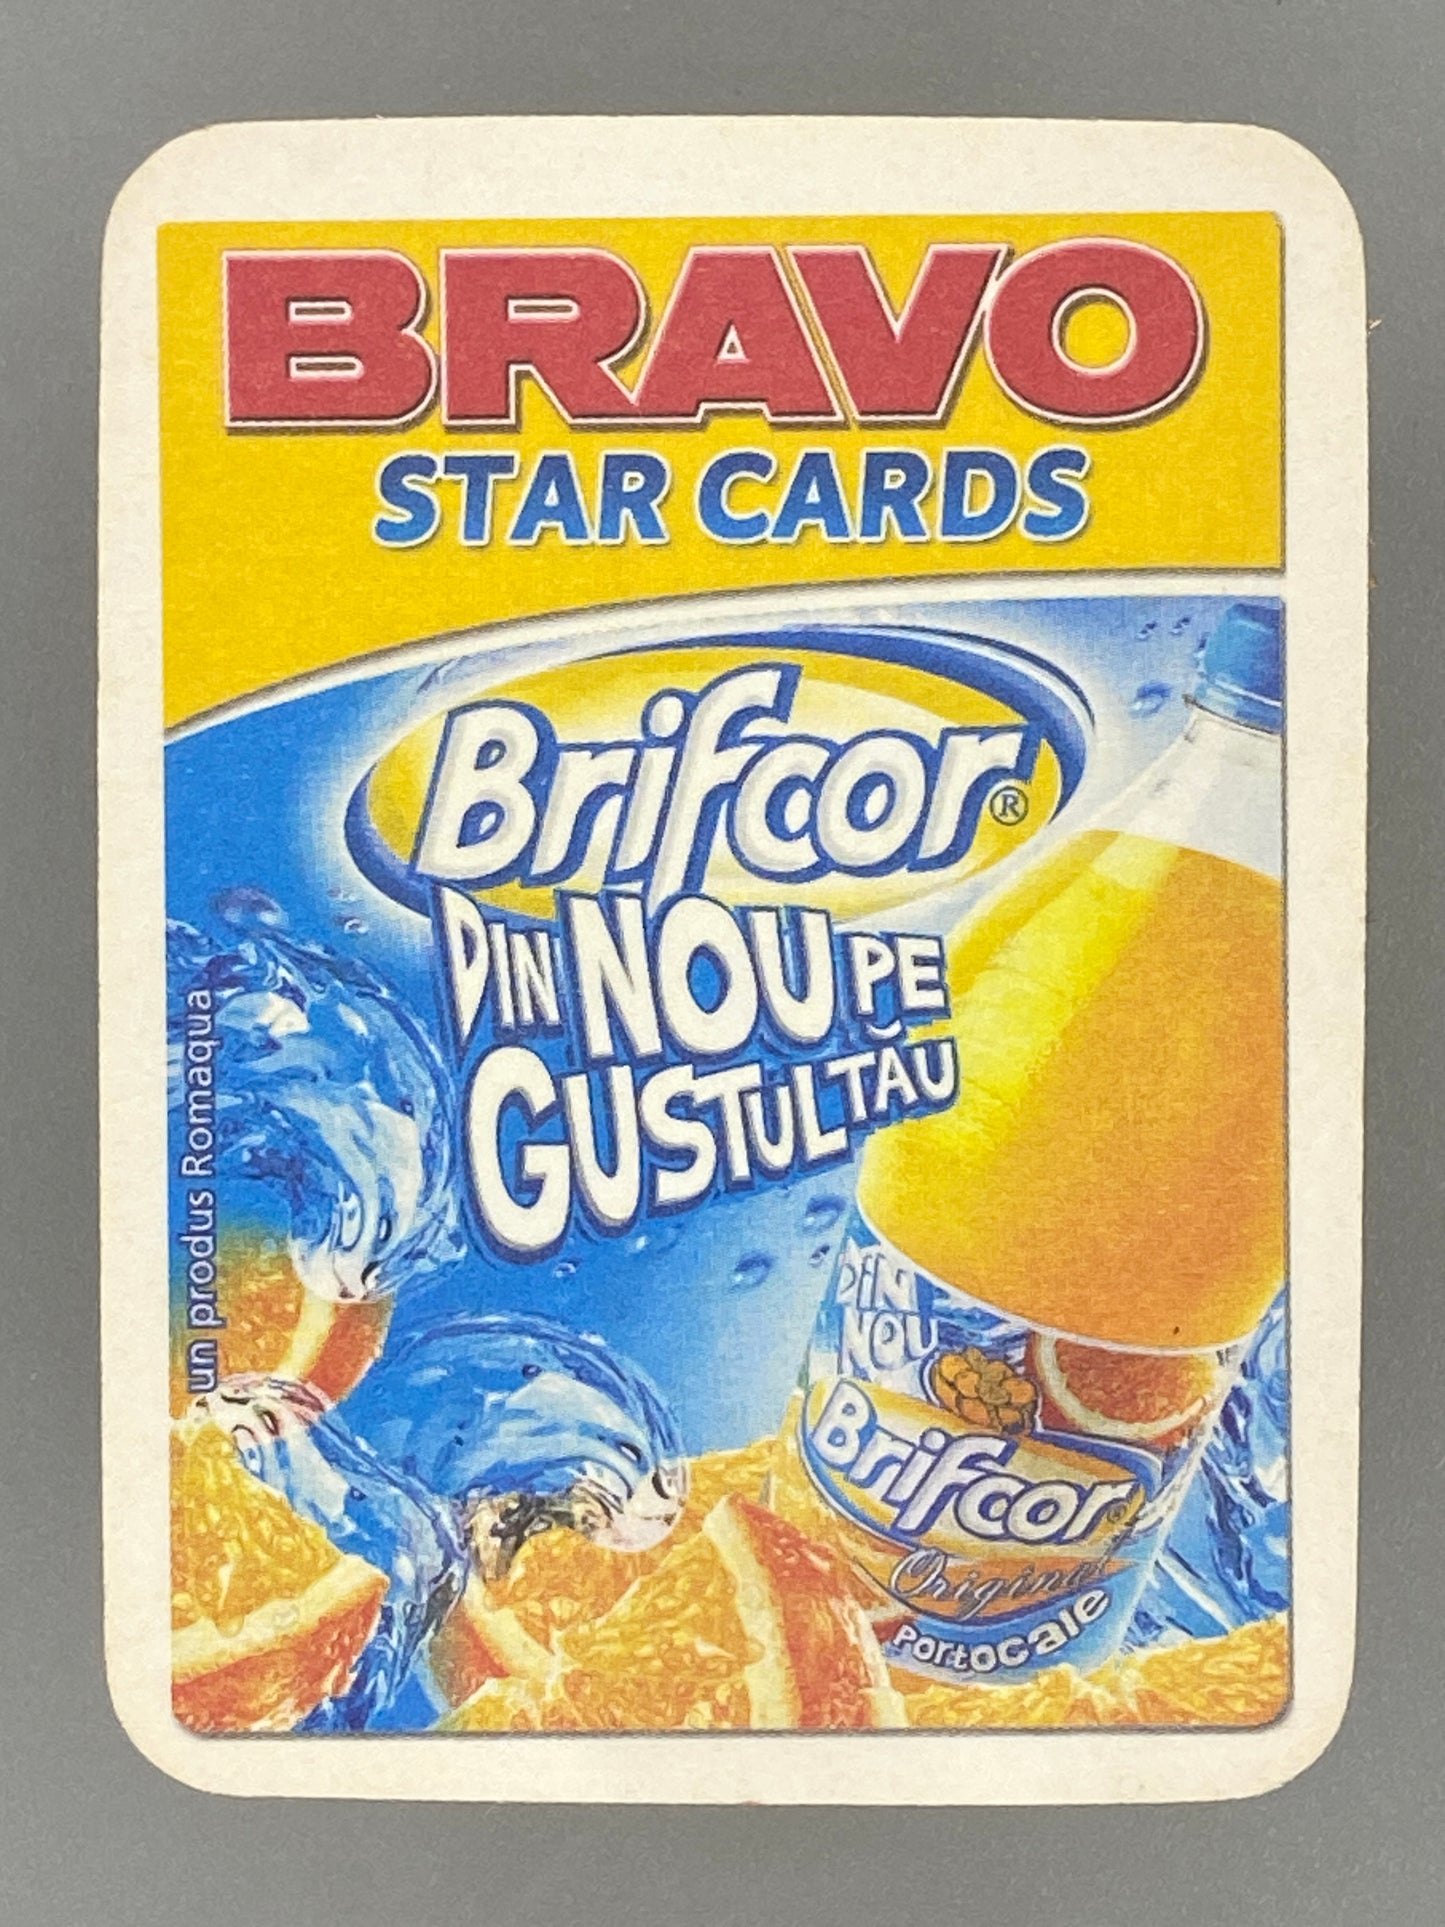 BRAVO
STAR CARDS
Brifcor®
DIN NOU PE
GUSTUL TĂU
un produs Romaqua
DIN
NOU
Brifcor®
Original
PORTOCALE